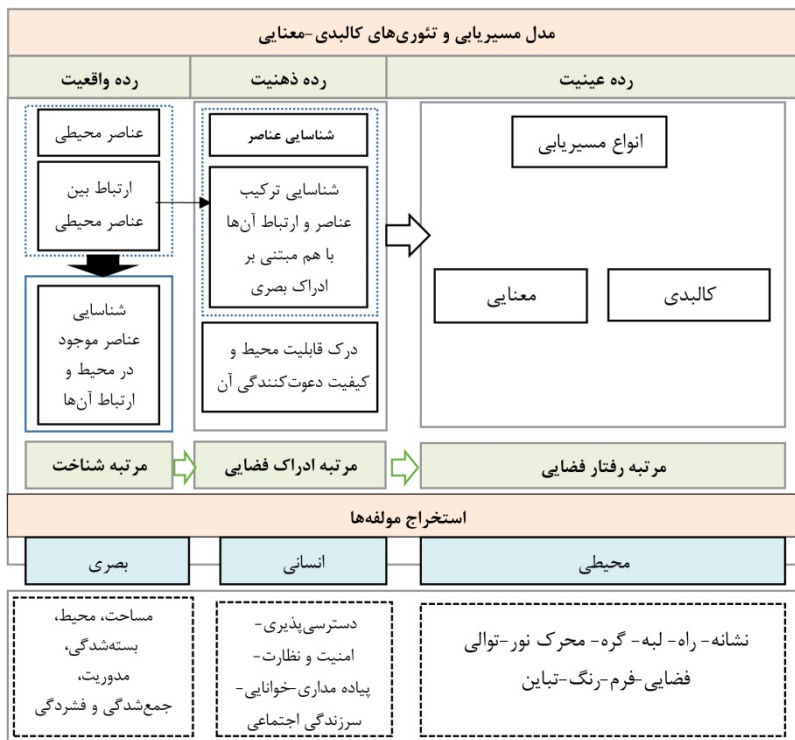 مدل مسیریابی و تئوری‌های کالبدی-معنایی
رده واقعیت
رده ذهنیت
رده عینیت
عناصر محیطی
ارتباط بین
عناصر محیطی
شناسایی
عناصر موجود
در محیط و
ارتباط آن‌ها
شناسایی عناصر
شناسایی ترکیب
عناصر و ارتباط آن‌ها
با هم مبتنی بر
ادراک بصری
درک قابلیت محیط و
کیفیت دعوت‌کنندگی آن
انواع مسیریابی
کالبدی
معنایی
مرتبه شناخت
مرتبه ادراک فضایی
مرتبه رفتار فضایی
استخراج مولفه‌ها
بصری
انسانی
محیطی
مساحت، محیط،
بسته‌شدگی،
مدوریت،
جمع‌شدگی و فشردگی
دسترسی‌پذیری-
امنیت و نظارت-
پیاده مداری-خوانایی-
سرزندگی اجتماعی
نشانه- راه- لبه- گره- محرک نور-توالی
فضایی-فرم-رنگ-تباین